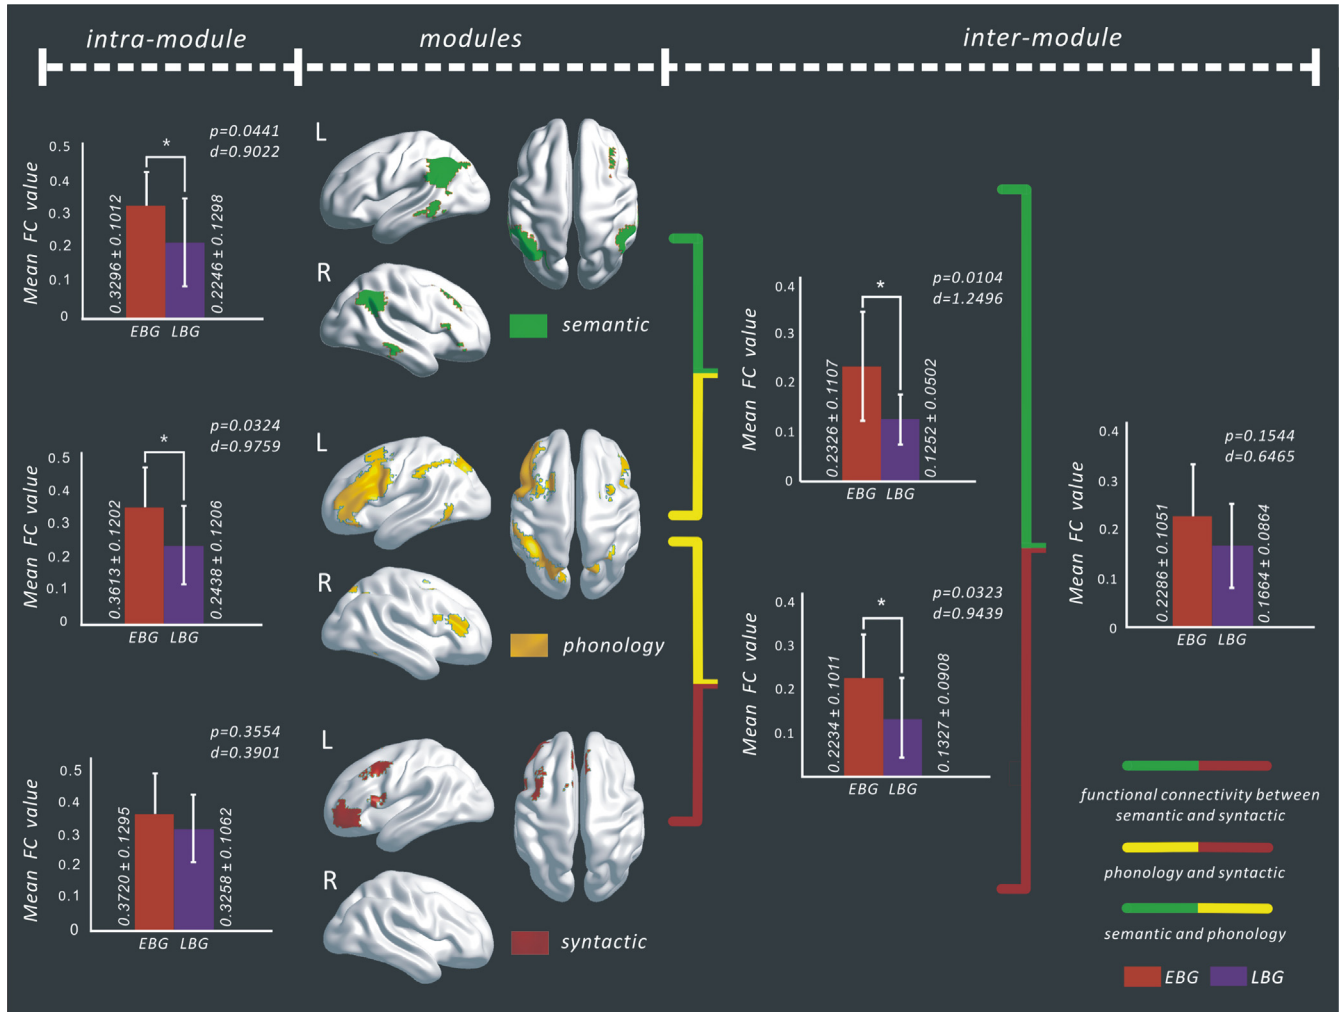 intra-module
modules
inter-module
p=0.0441
d=0.9022
*
Mean FC value
0.5
0.4
0.3
0.2
0.1
0
0.3296 ± 0.1012
0.2246 ± 0.1298
EBG LBG
L
R
semantic
p=0.0324
d=0.9759
*
Mean FC value
0.5
0.4
0.3
0.2
0.1
0
0.3613 ± 0.1202
0.2438 ± 0.1206
EBG LBG
L
R
phonology
p=0.3554
d=0.3901
Mean FC value
0.5
0.4
0.3
0.2
0.1
0
0.3720 ± 0.1295
0.3258 ± 0.1062
EBG LBG
L
R
syntactic
p=0.0104
d=1.2496
*
Mean FC value
0.4
0.3
0.2
0.1
0
0.2326 ± 0.1107
0.1252 ± 0.0502
EBG LBG
p=0.0323
d=0.9439
*
Mean FC value
0.4
0.3
0.2
0.1
0.2234 ± 0.1011
0.1327 ± 0.0908
EBG LBG
p=0.1544
d=0.6465
Mean FC value
0.4
0.3
0.2
0.1
0
0.2286 ± 0.1051
0.1664 ± 0.0864
EBG LBG
functional connectivity between
semantic and syntactic
phonology and syntactic
semantic and phonology
EBG LBG